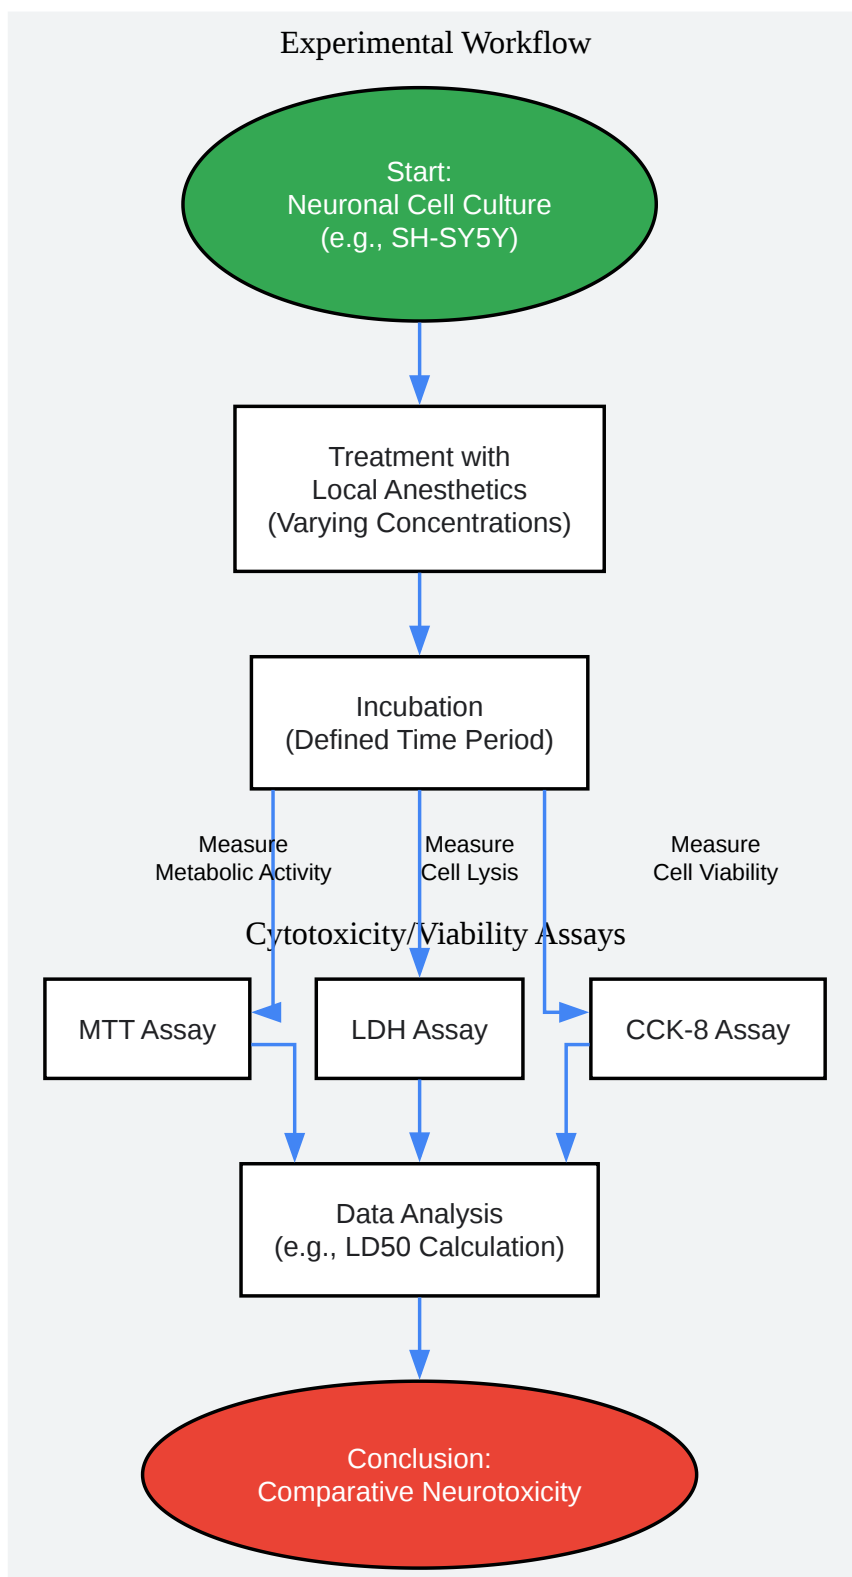 Experimental Workflow
Start:
Neuronal Cell Culture
(e.g., SH-SY5Y)
Treatment with
Local Anesthetics
(Varying Concentrations)
Incubation
(Defined Time Period)
Measure
Metabolic Activity
Measure
Cell Lysis
Measure
Cell Viability
Cytotoxicity/Viability Assays
MTT Assay
LDH Assay
CCK-8 Assay
Data Analysis
(e.g., LD50 Calculation)
Conclusion:
Comparative Neurotoxicity